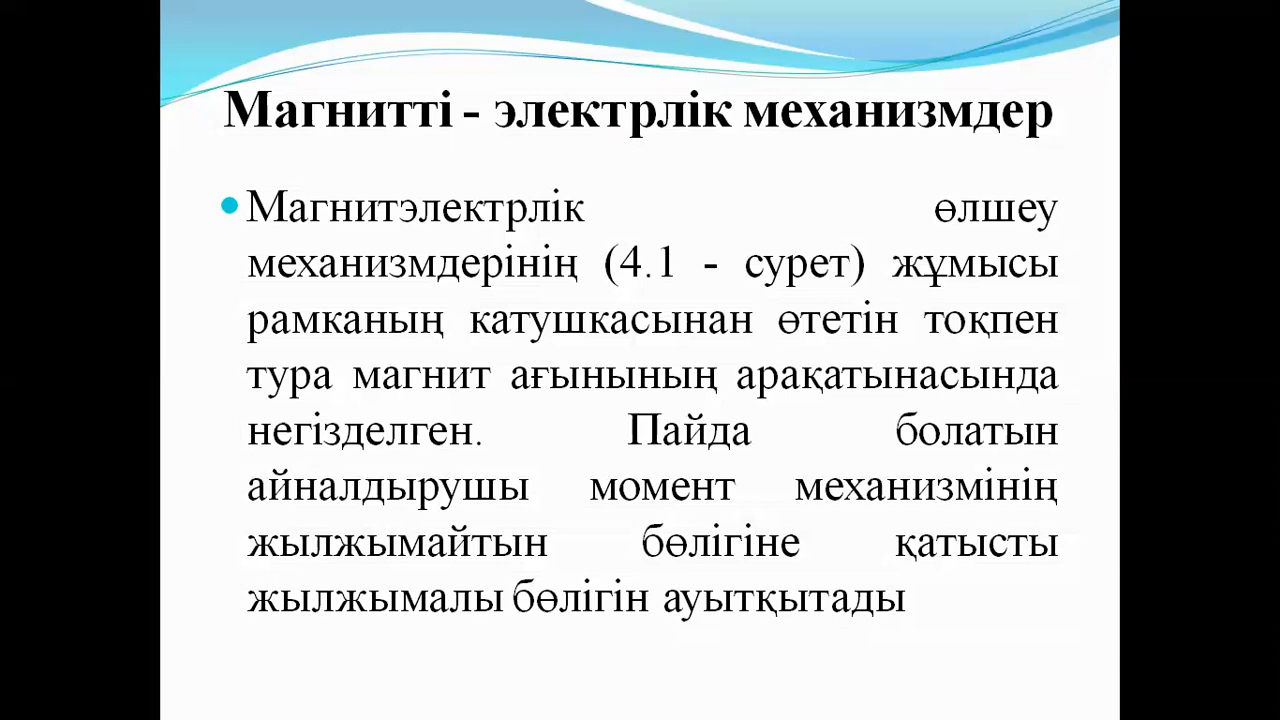 Магнитті - электрлік механизмдер
•Магнитэлектрлік өлшеу
механизмдерінің (4.1 - сурет) жұмысы
рамканың катушкасынан өтетін тоқпен
тура магнит ағынының арақатынасында
негізделген. Пайда болатын
айналдырушы момент механизмінің
жылжымайтын бөлігіне қатысты
жылжымалы бөлігін ауытқытады